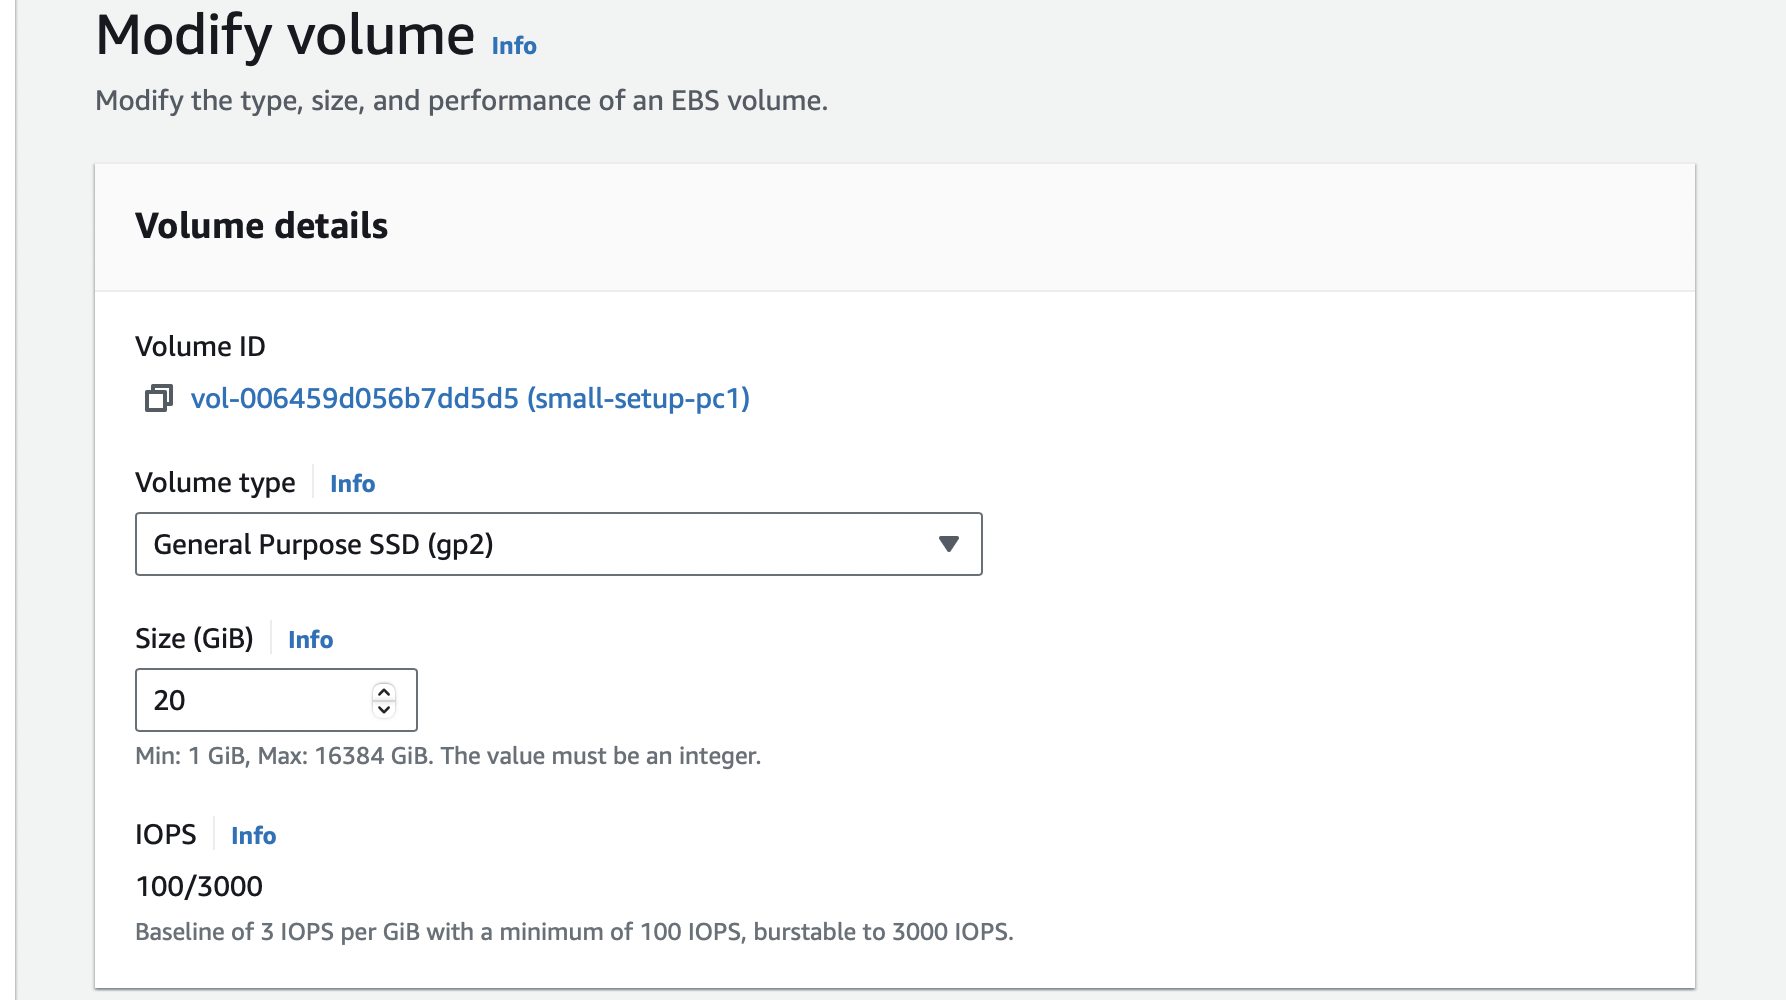 Modify volume Info
Modify the type, size, and performance of an EBS volume.
Volume details
Volume ID
vol-006459d056b7dd5d5 (small-setup-pc1)
Volume type Info
General Purpose SSD (gp2)
Size (GiB) Info
20
Min: 1 GiB, Max: 16384 GiB. The value must be an integer.
IOPS Info
100/3000
Baseline of 3 IOPS per GiB with a minimum of 100 IOPS, burstable to 3000 IOPS.